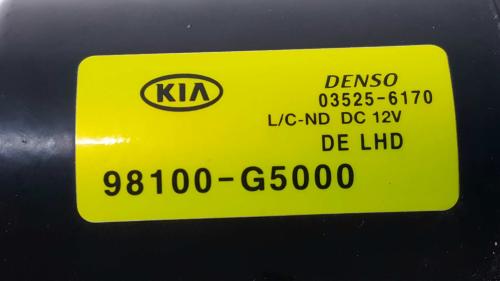 KIA
DENSO
03525-6170
L/C-ND DC 12V
DE LHD
98100-G5000